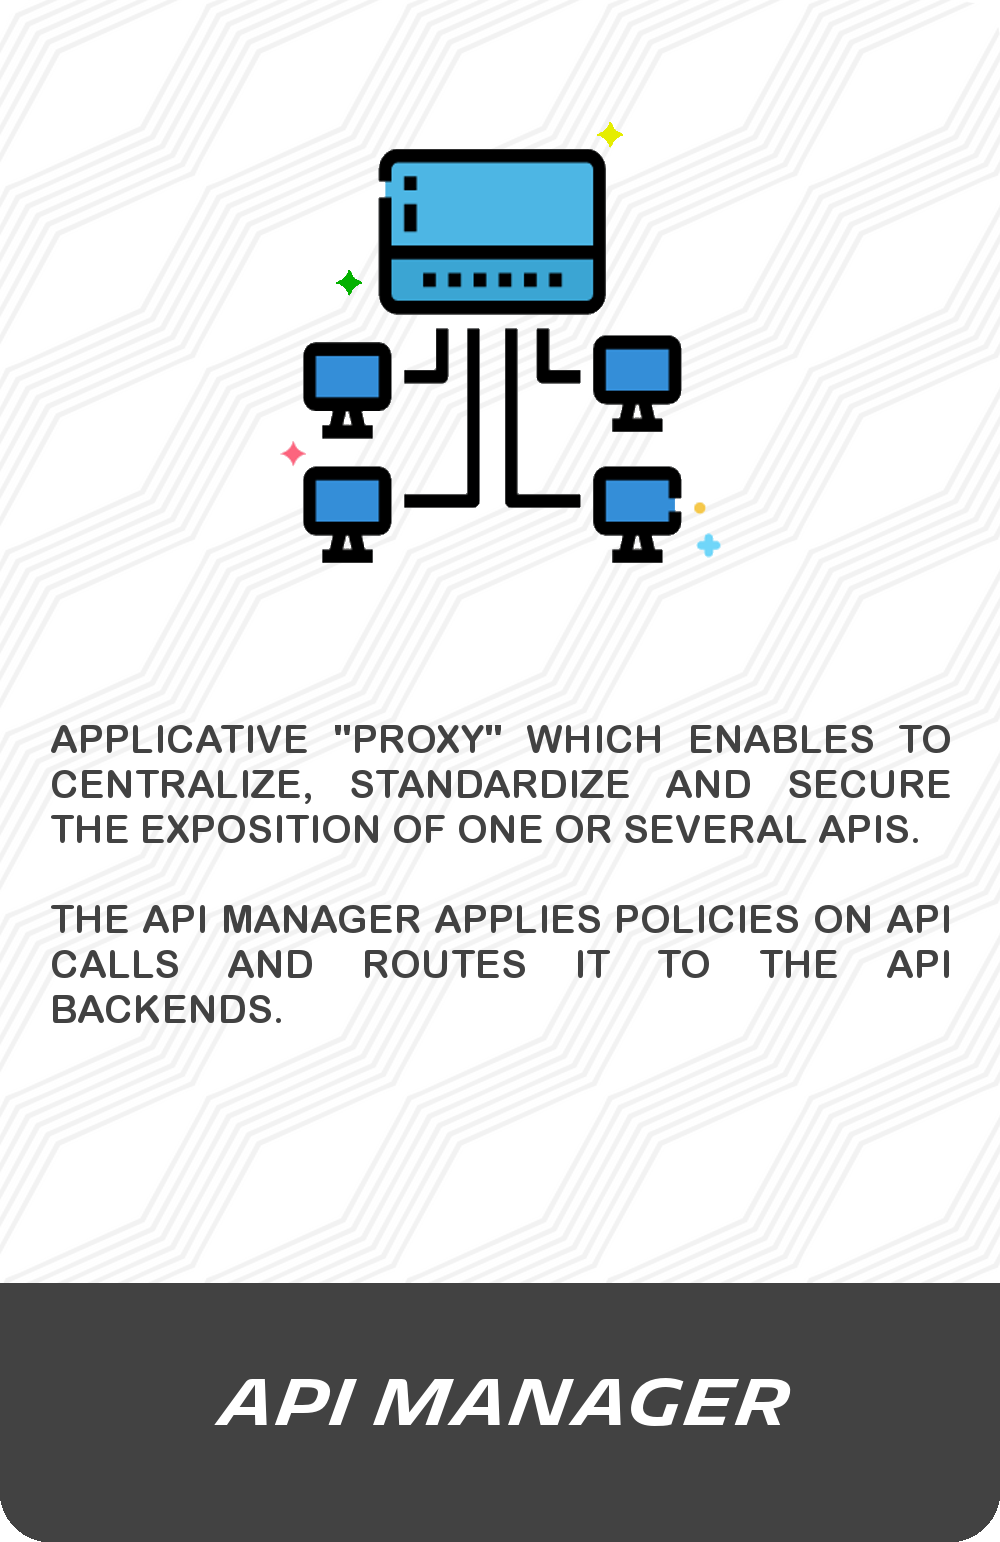 APPLICATIVE "PROXY" WHICH ENABLES TO
CENTRALIZE, STANDARDIZE AND SECURE
THE EXPOSITION OF ONE OR SEVERAL APIS.
THE API MANAGER APPLIES POLICIES ON API
CALLS AND ROUTES IT TO THE API
BACKENDS.
API MANAGER